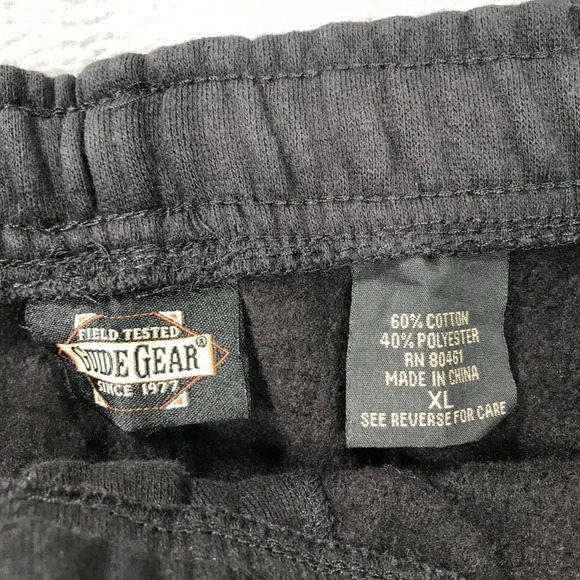 FIELD TESTED
GUIDE GEAR®
SINCE 1977
60% COTTON
40% POLYESTER
RN 80461
MADE IN CHINA
XL
SEE REVERSE FOR CARE